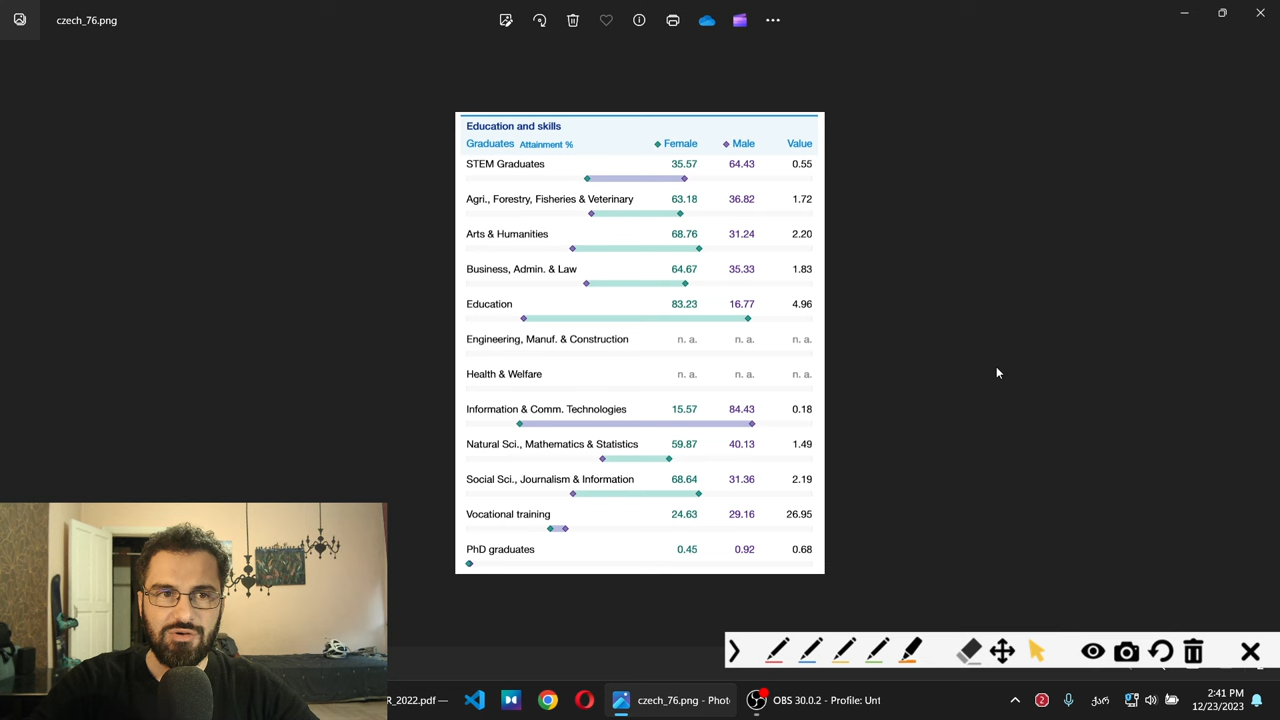 czech_76.png
Education and skills
Graduates Attainment % Female Male Value
STEM Graduates 35.57 64.43 0.55
Agri., Forestry, Fisheries & Veterinary 63.18 36.82 1.72
Arts & Humanities 68.76 31.24 2.20
Business, Admin. & Law 64.67 35.33 1.83
Education 83.23 16.77 4.96
Engineering, Manuf. & Construction n. a. n. a. n. a.
Health & Welfare n. a. n. a. n. a.
Information & Comm. Technologies 15.57 84.43 0.18
Natural Sci., Mathematics & Statistics 59.87 40.13 1.49
Social Sci., Journalism & Information 68.64 31.36 2.19
Vocational training 24.63 29.16 26.95
PhD graduates 0.45 0.92 0.68
R_2022.pdf — czech_76.png - Phot OBS 30.0.2 - Profile: Unt 2 ქარ 2:41 PM
12/23/2023